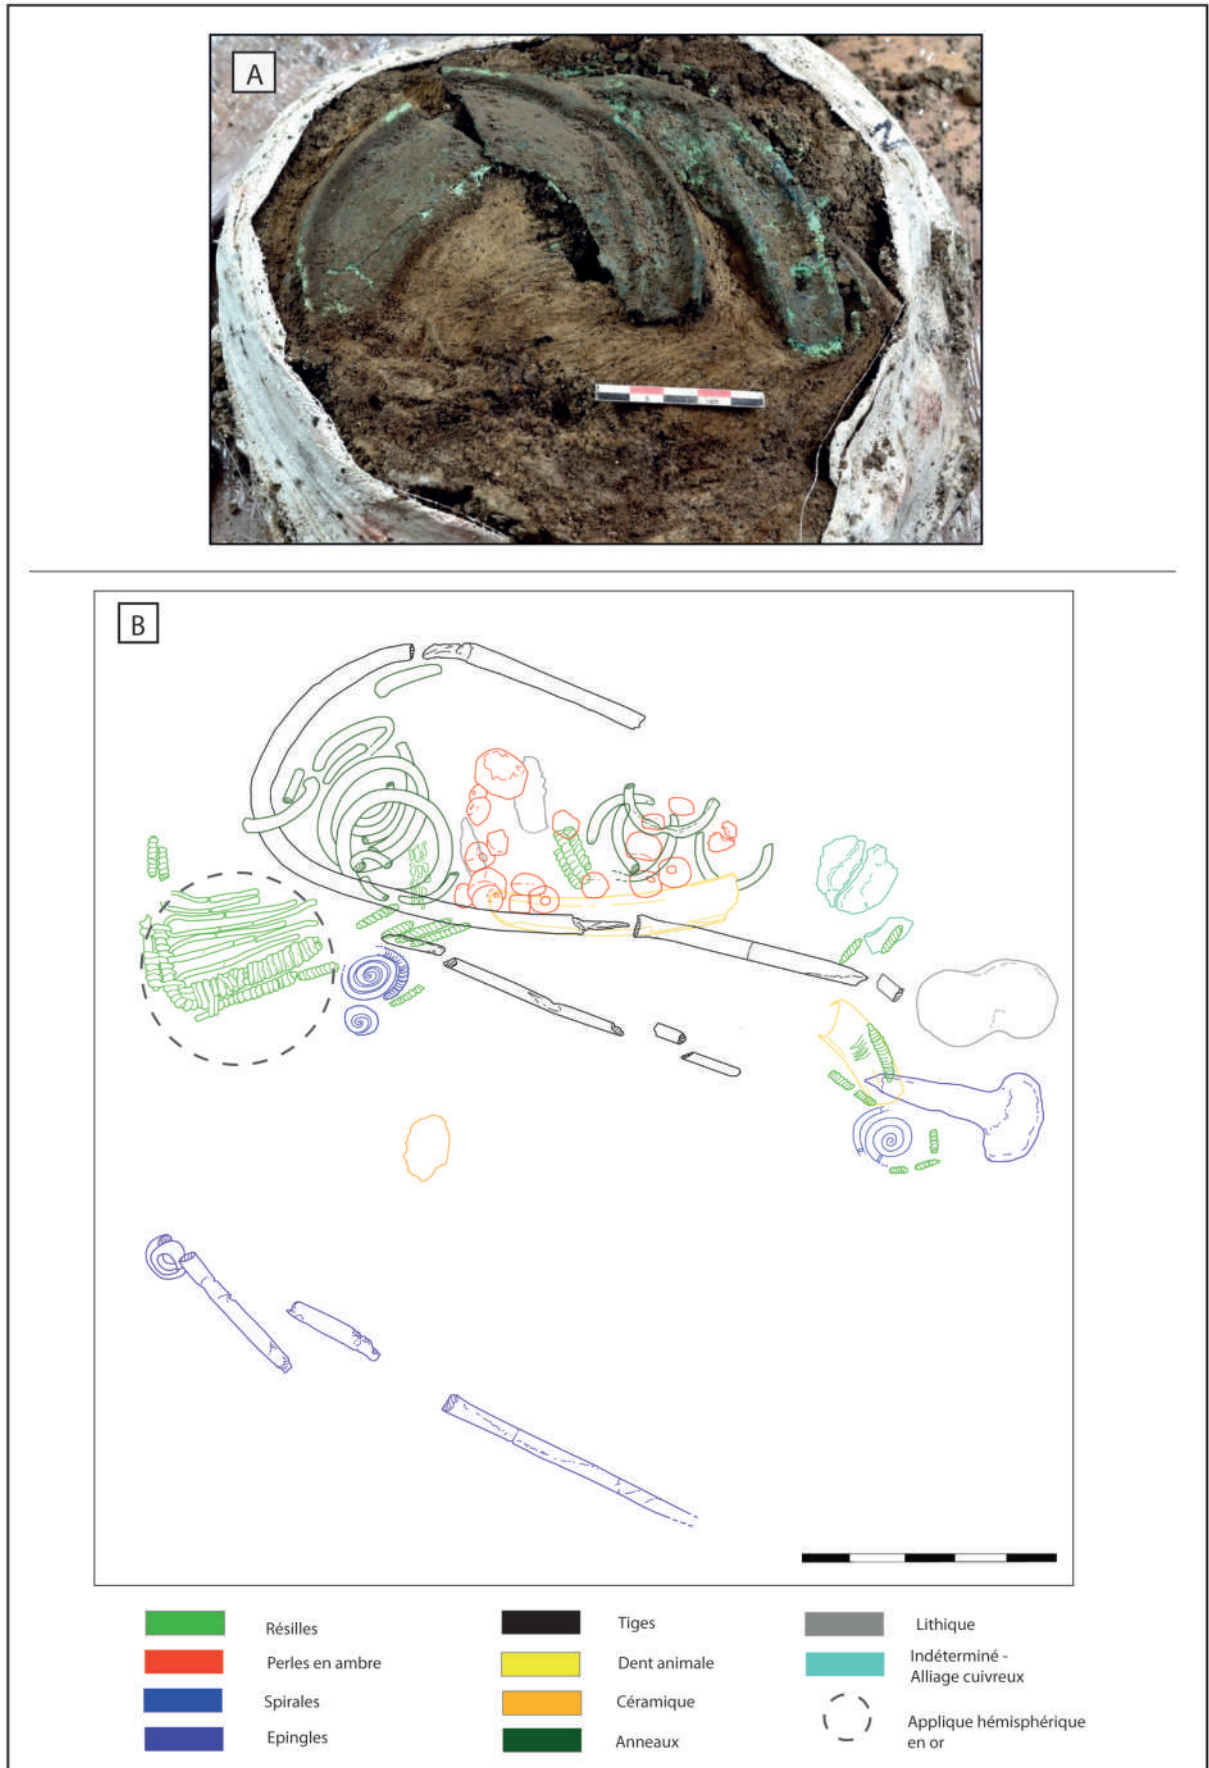 A
N
B
Résilles
Perles en ambre
Spirales
Epingles
Tiges
Dent animale
Céramique
Anneaux
Lithique
Indéterminé -
Alliage cuivreux
Applique hémisphérique
en or